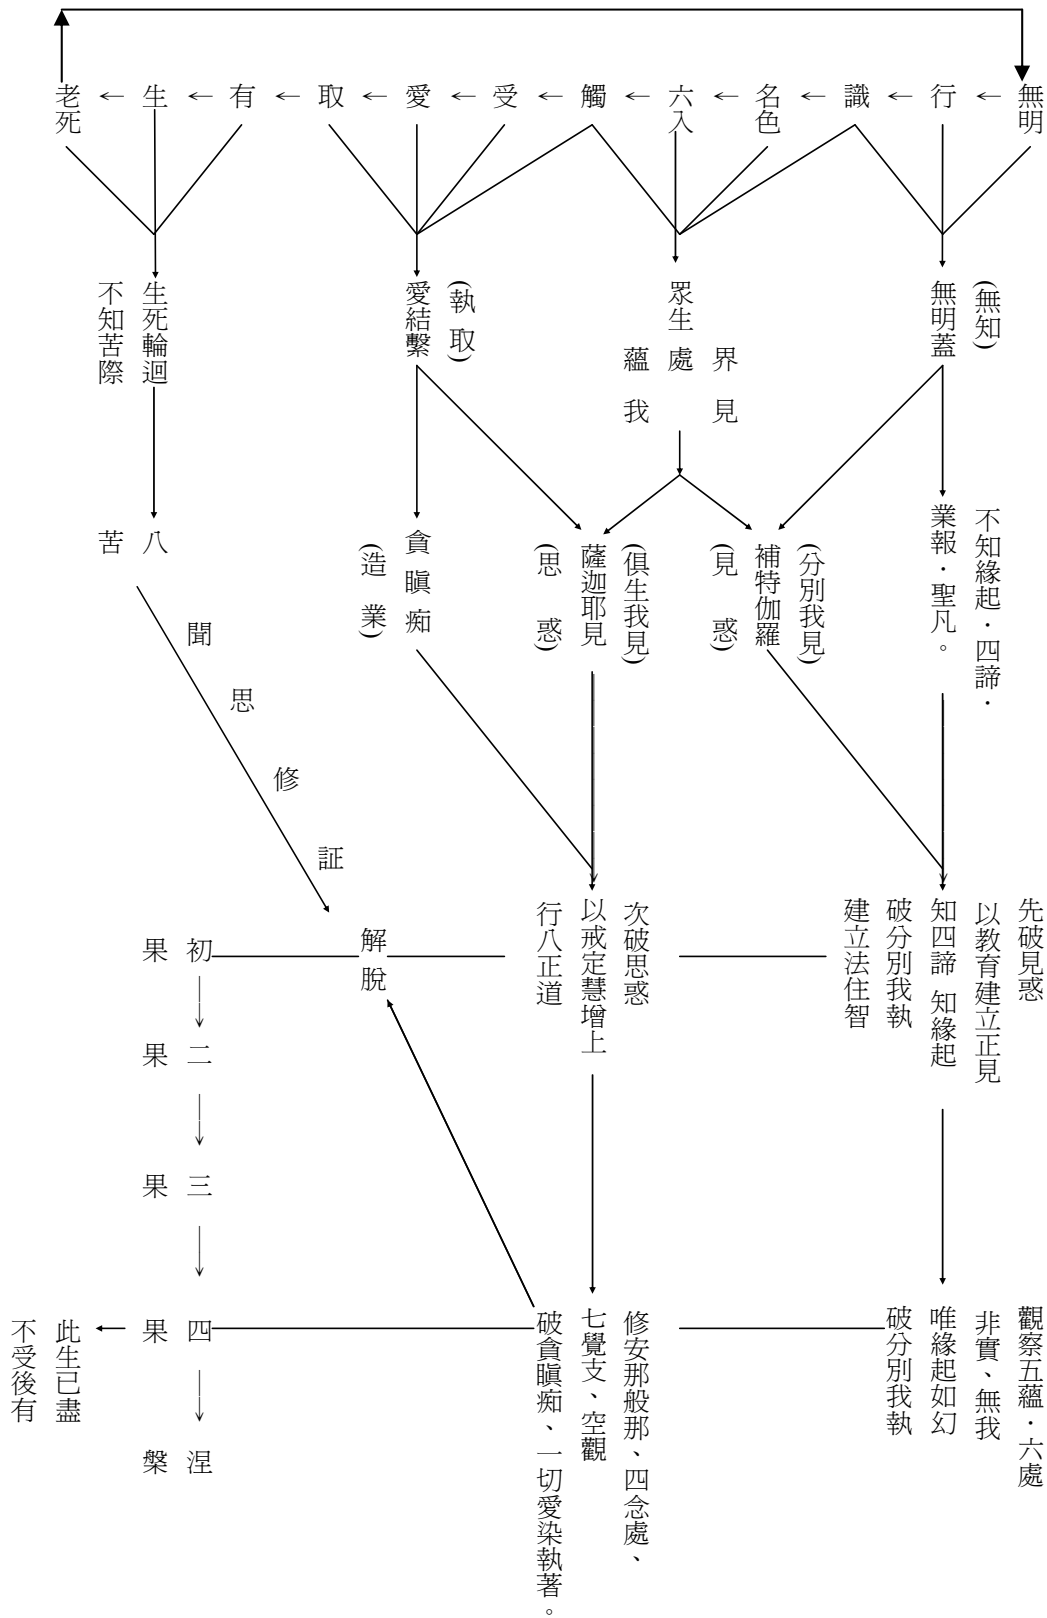 無明 ← 行 ← 識 ← 名色 ← 六入 ← 觸 ← 受 ← 愛 ← 取 ← 有 ← 生 ← 老死
(無知)
無明蓋
界見
眾生處
蘊我
(執取)
愛結繫
生死輪迴
不知苦際
不知緣起．四諦．
業報．聖凡。
(分別我見)
補特伽羅
(見惑)
(俱生我見)
薩迦耶見
(思惑)
貪瞋痴
(造業)
八苦
聞思修証
先破見惑
以教育建立正見
知四諦 知緣起
破分別我執
建立法住智
次破思惑
以戒定慧增上
行八正道
解脫
初果
二果
三果
四果
涅槃
觀察五蘊．六處
非實、無我
唯緣起如幻
破分別我執
修安那般那、四念處、
七覺支、空觀
破貪瞋痴、一切愛染執著。
此生已盡
不受後有